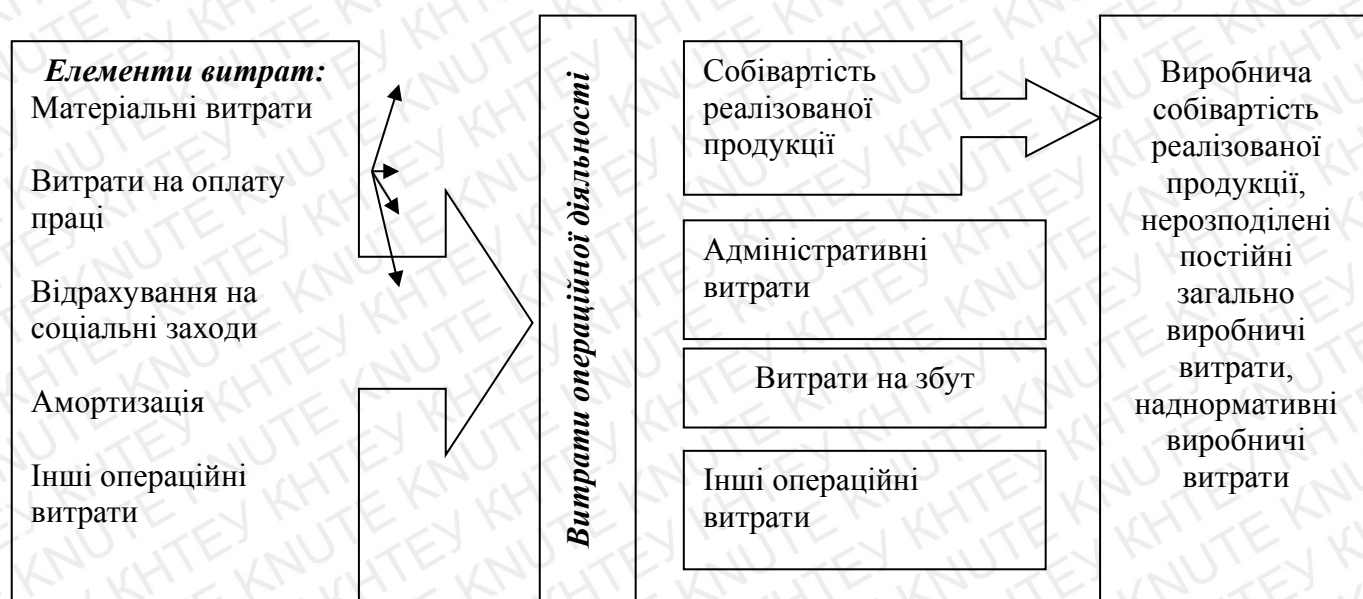 Елементи витрат:
Матеріальні витрати
Витрати на оплату
праці
Відрахування на
соціальні заходи
Амортизація
Інші операційні
витрати
Витрати операційної діяльності
Собівартість
реалізованої
продукції
Адміністративні
витрати
Витрати на збут
Інші операційні
витрати
Виробнича
собівартість
реалізованої
продукції,
нерозподілені
постійні
загально
виробничі
витрати,
наднормативні
виробничі
витрати